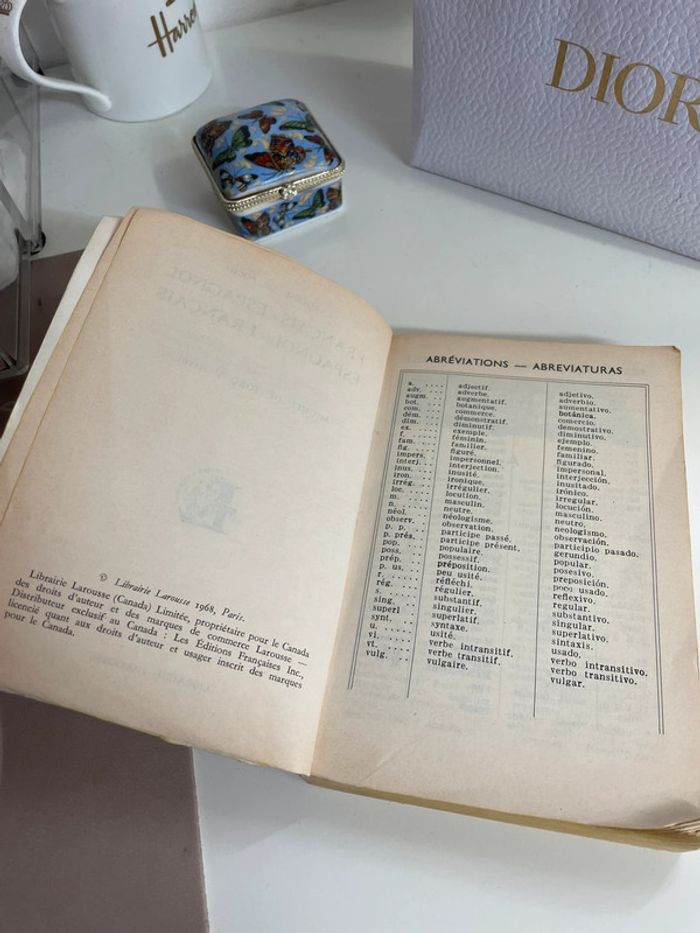 Harrod
DIOR
© Librairie Larousse 1968, Paris.
Librairie Larousse (Canada) Limitée, propriétaire pour le Canada
des droits d'auteur et des marques de commerce Larousse —
Distributeur exclusif au Canada : Les Éditions Françaises Inc.,
licencié quant aux droits d'auteur et usager inscrit des marques
pour le Canada.
ABRÉVIATIONS — ABREVIATURAS
a. .... adjectif. adjetivo.
adv. .... adverbe. adverbio.
augm. ... augmentatif. aumentativo.
bot. .... botanique. botánica.
com. .... commerce. comercio.
dém. .... démonstratif. demostrativo.
dim. .... diminutif. diminutivo.
ex. .... exemple. ejemplo.
f. .... féminin. femenino.
fam. .... familier. familiar.
fig. .... figuré. figurado.
impers. .. impersonnel. impersonal.
interj. .. interjection. interjección.
inus. .... inusité. inusitado.
iron. .... ironique. irónico.
irrég. ... irrégulier. irregular.
loc. .... locution. locución.
m. .... masculin. masculino.
n. .... neutre. neutro.
néol. .... néologisme. neologismo.
observ. .. observation. observación.
p. p. ... participe passé. participio pasado.
p. prés. .. participe présent. gerundio.
pop. .... populaire. popular.
poss. .... possessif. posesivo.
prép. .... préposition. preposición.
p. us. ... peu usité. poco usado.
r. .... réfléchi. reflexivo.
rég. .... régulier. regular.
s. .... substantif. substantivo.
sing. .... singulier. singular.
superl ... superlatif. superlativo.
synt. .... syntaxe. sintaxis.
u. .... usité. usado.
vi. .... verbe intransitif. verbo intransitivo.
vt. .... verbe transitif. verbo transitivo.
vulg. .... vulgaire. vulgar.